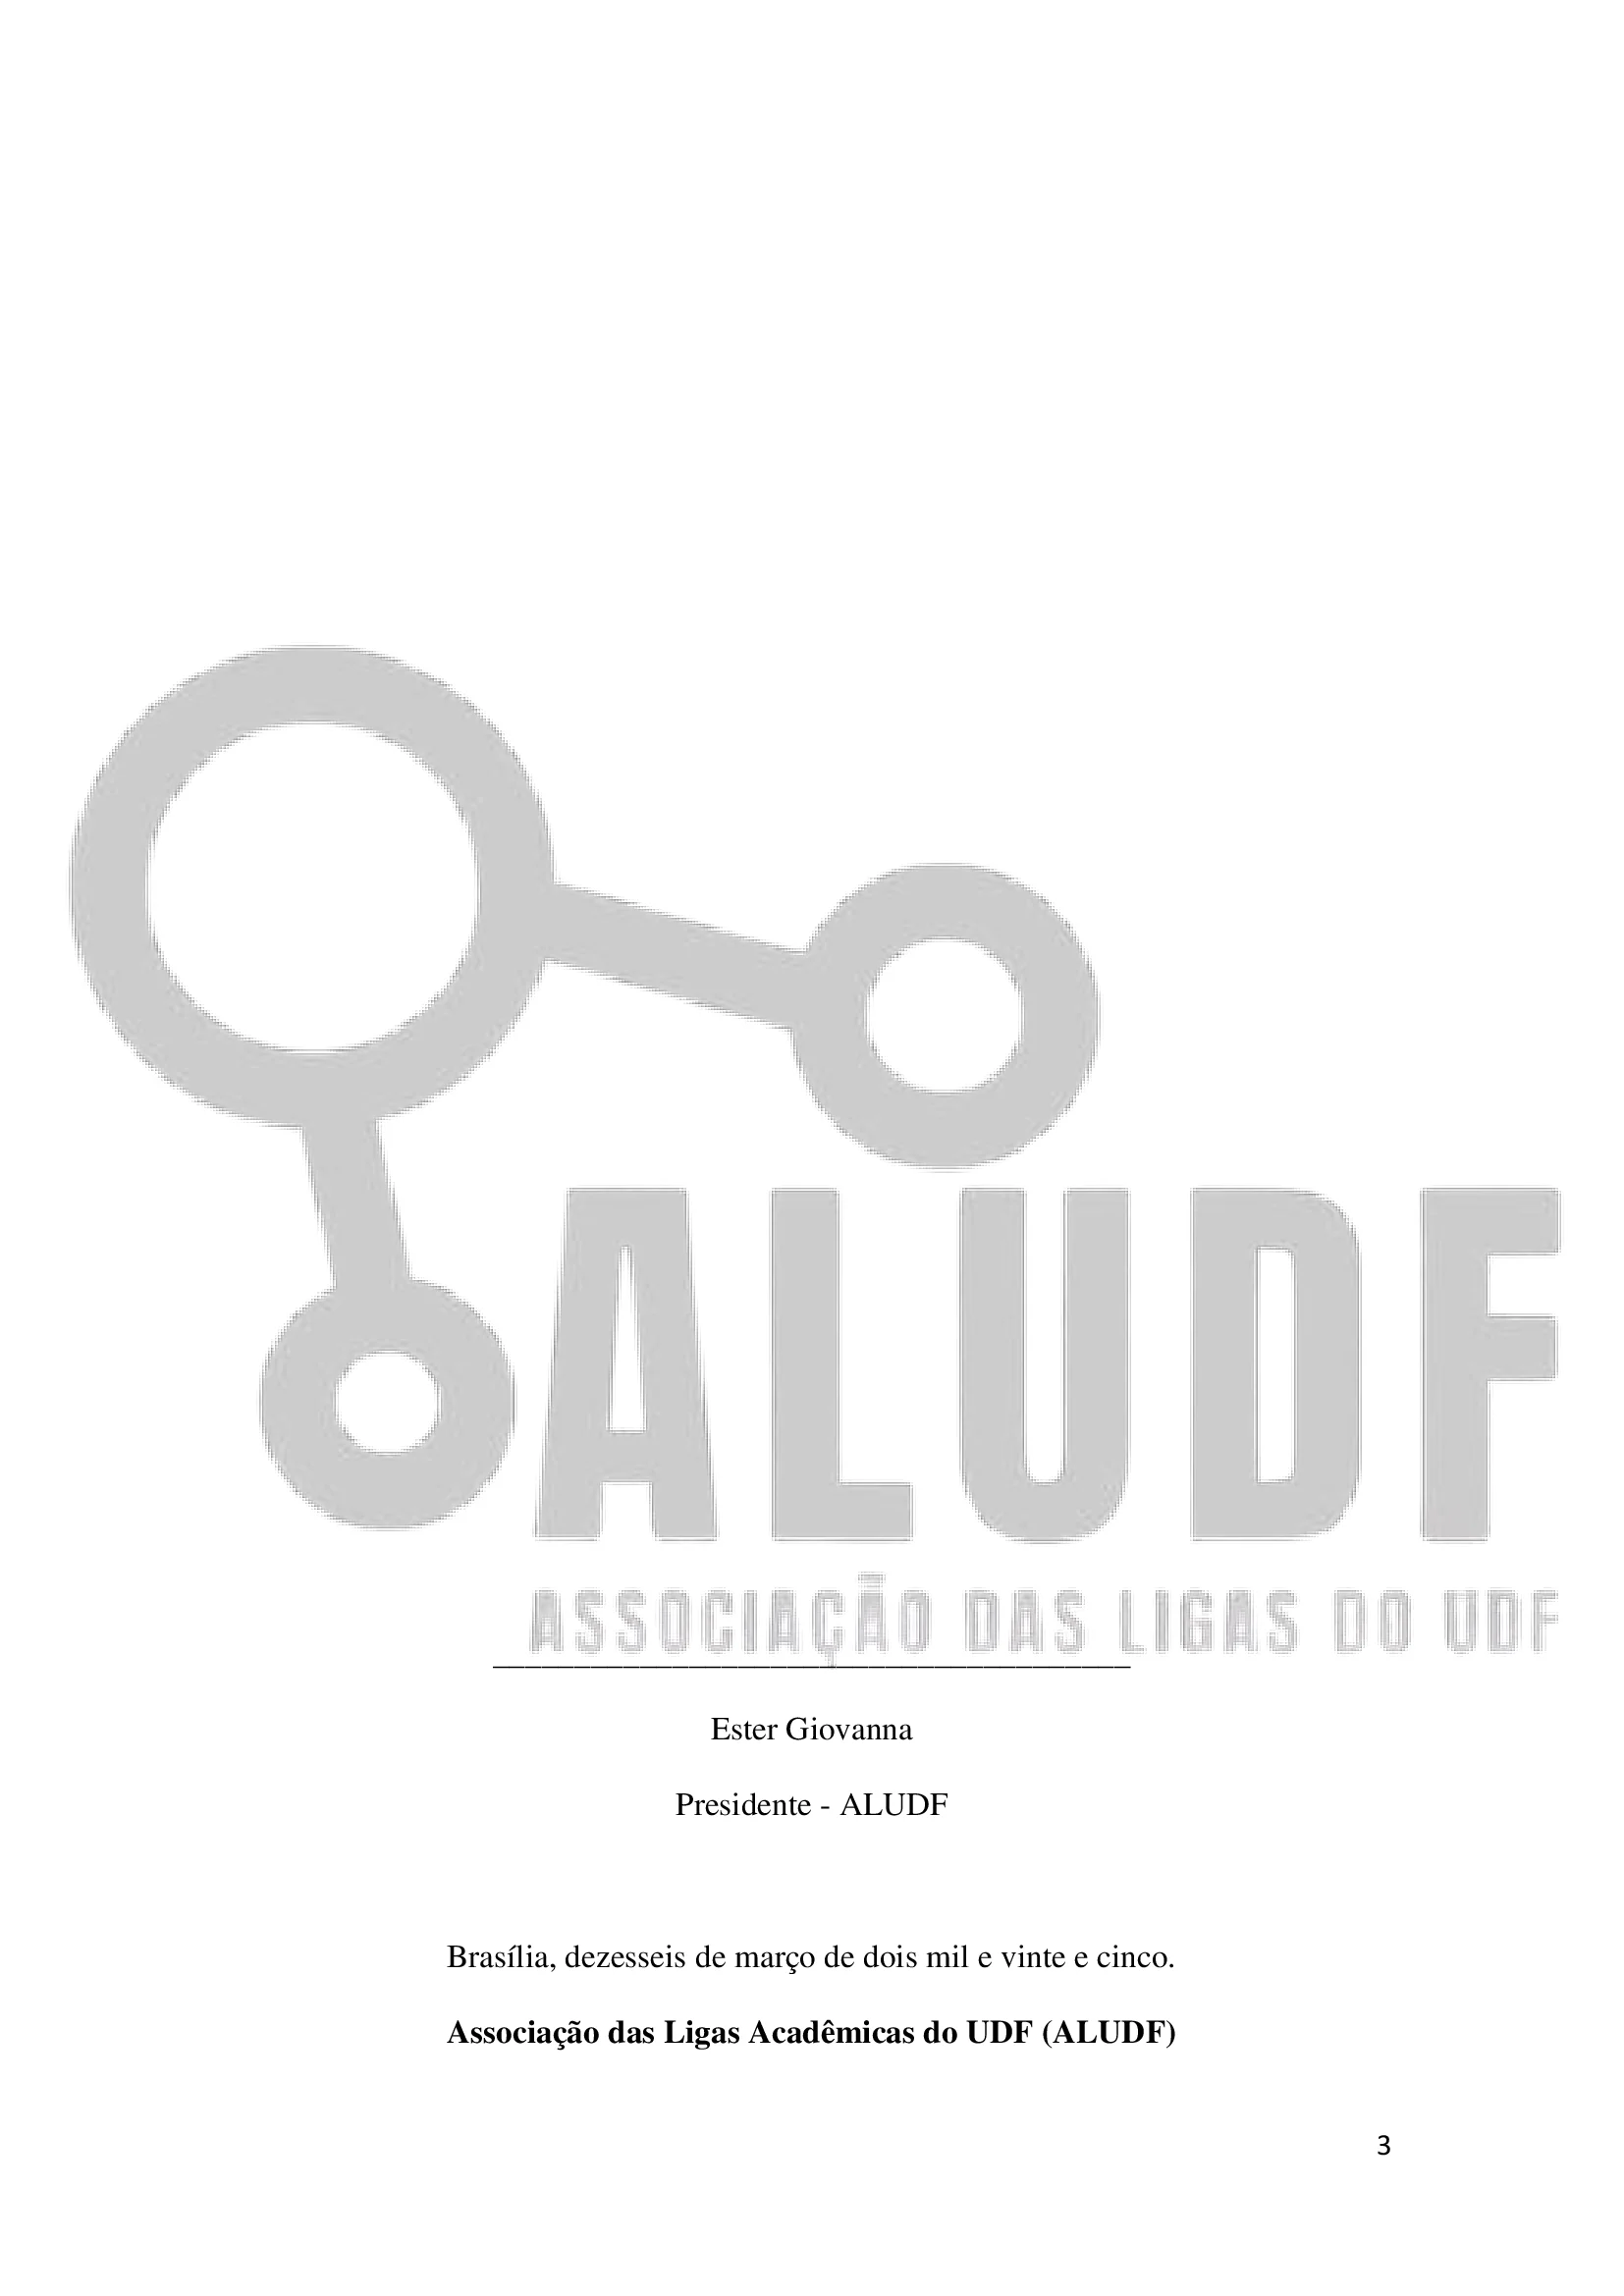 ALUDF
ASSOCIAÇÃO DAS LIGAS DO UDF
Ester Giovanna
Presidente - ALUDF
Brasília, dezesseis de março de dois mil e vinte e cinco.
Associação das Ligas Acadêmicas do UDF (ALUDF)
3